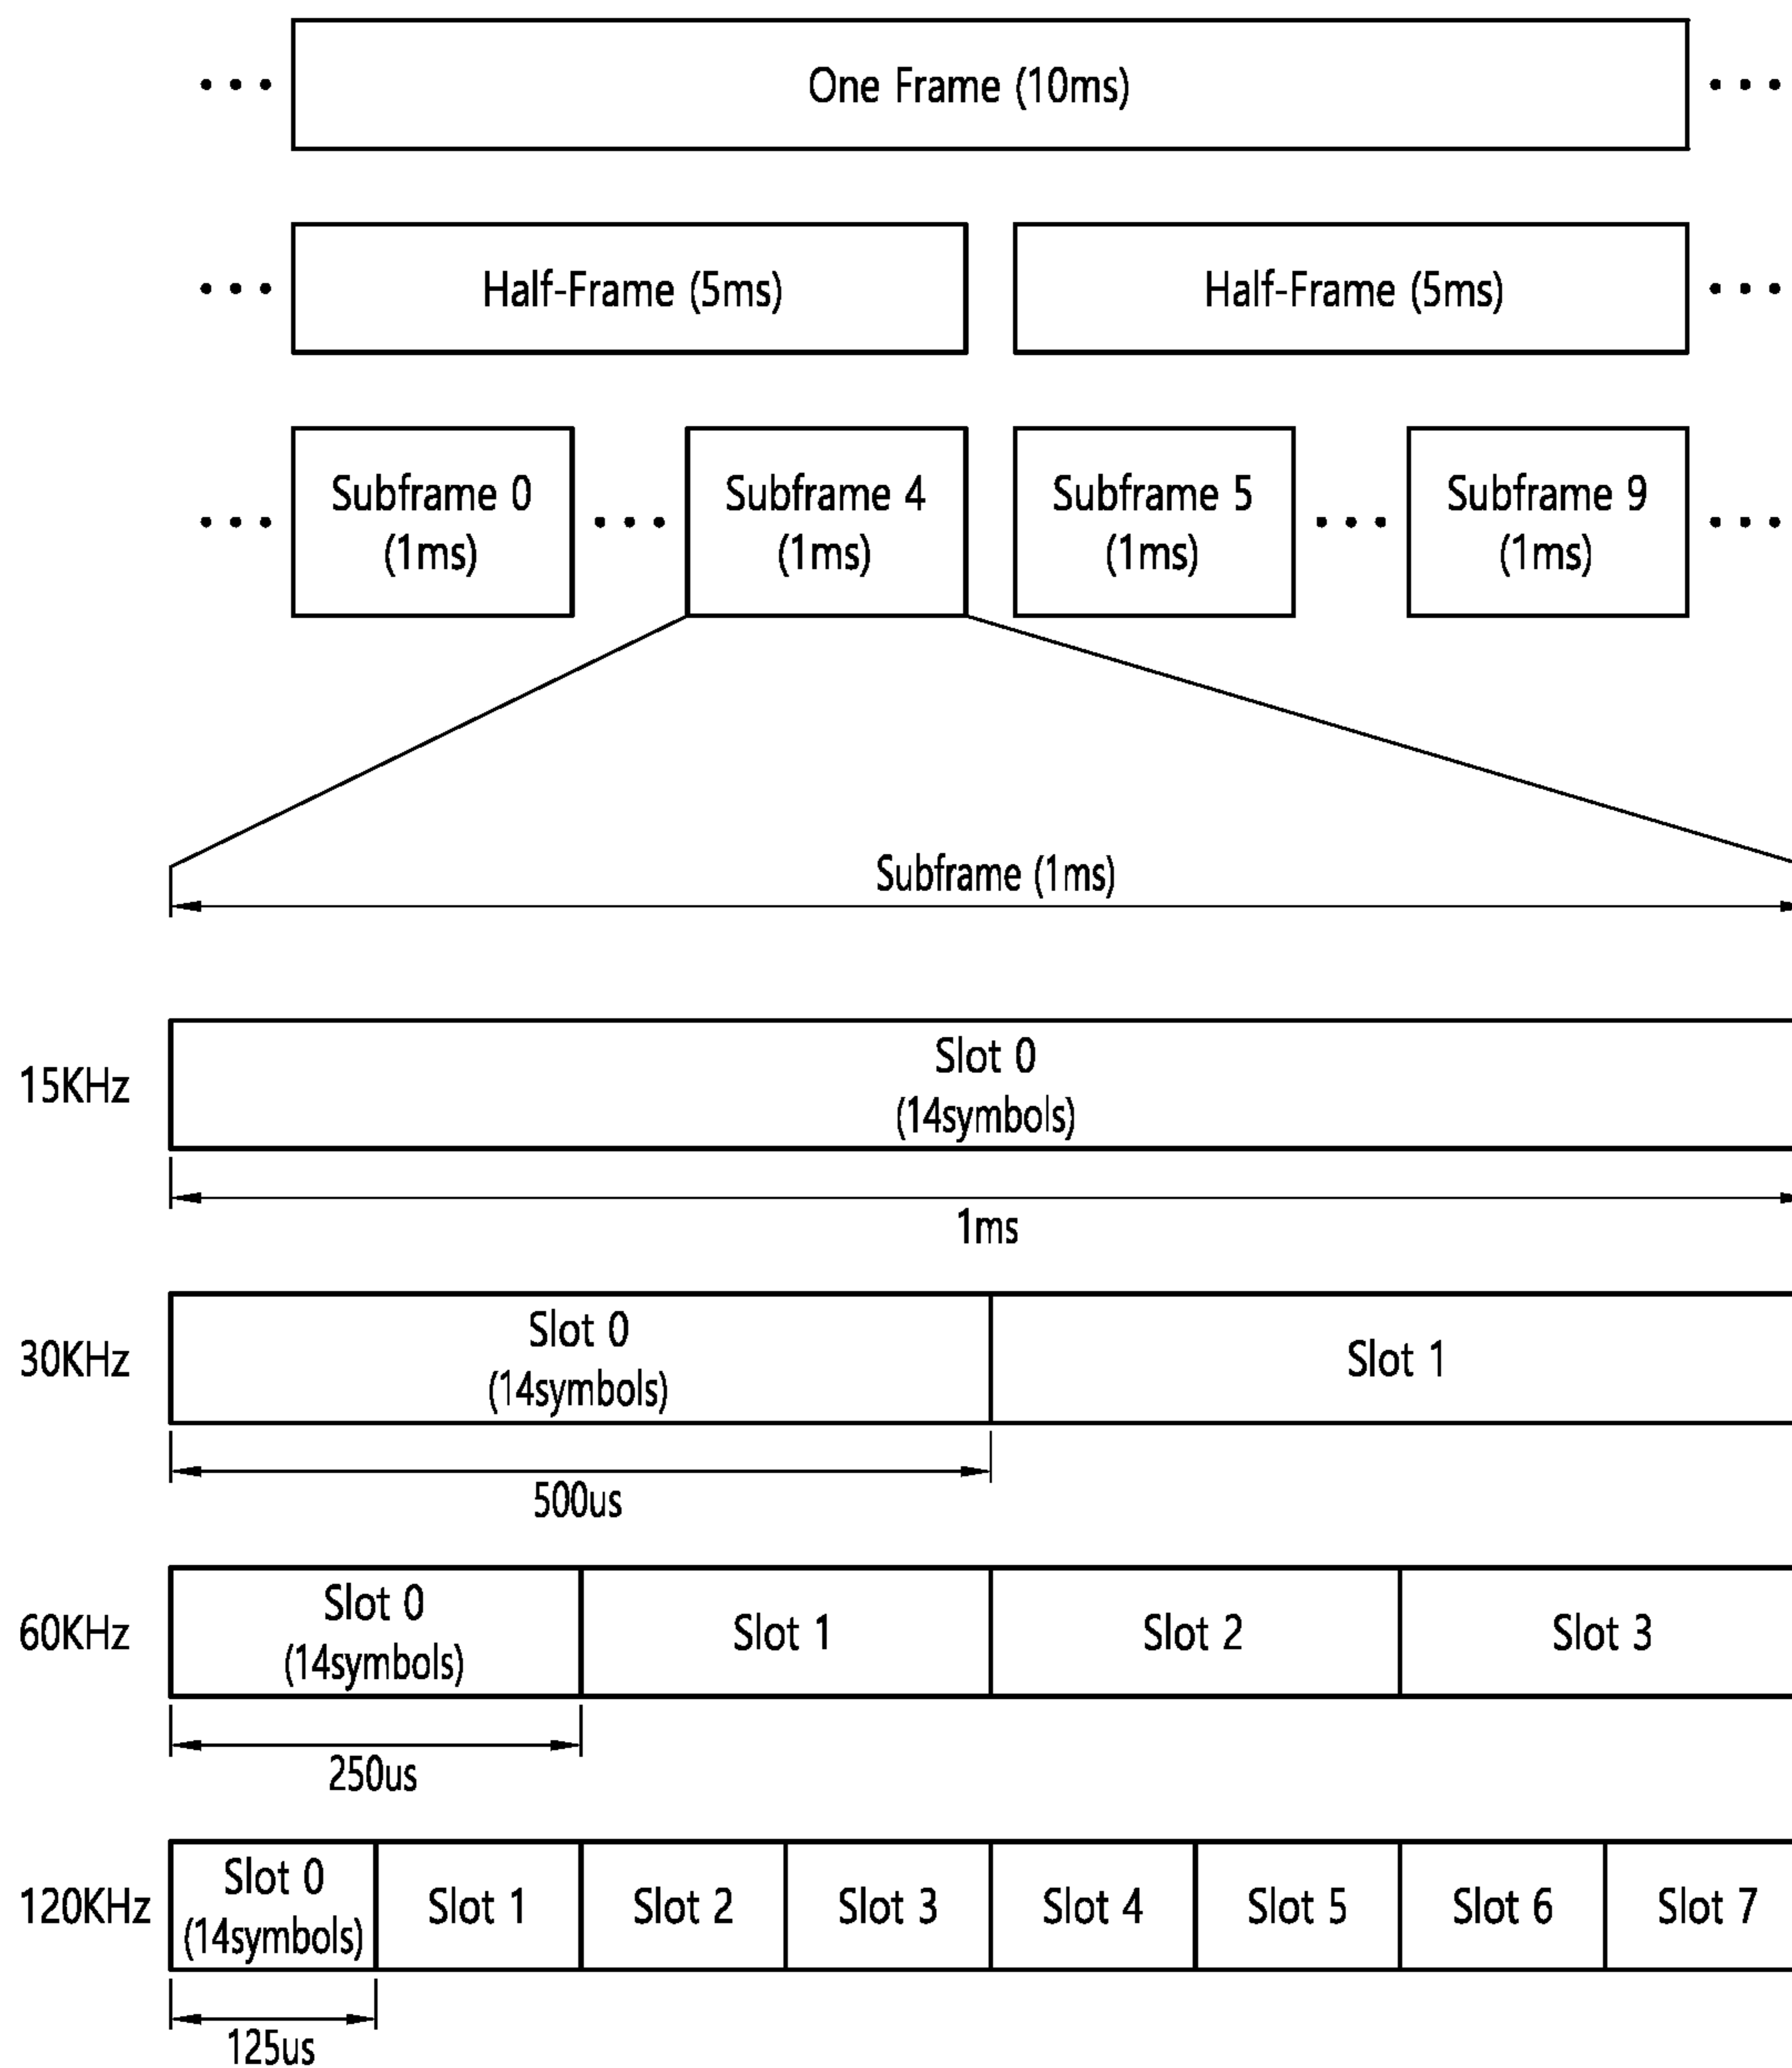 One Frame (10ms)
Half-Frame (5ms)
Half-Frame (5ms)
Subframe 0
(1ms)
Subframe 4
(1ms)
Subframe 5
(1ms)
Subframe 9
(1ms)
Subframe (1ms)
15KHz
Slot 0
(14symbols)
1ms
30KHz
Slot 0
(14symbols)
Slot 1
500us
60KHz
Slot 0
(14symbols)
Slot 1
Slot 2
Slot 3
250us
120KHz
Slot 0
(14symbols)
Slot 1
Slot 2
Slot 3
Slot 4
Slot 5
Slot 6
Slot 7
125us